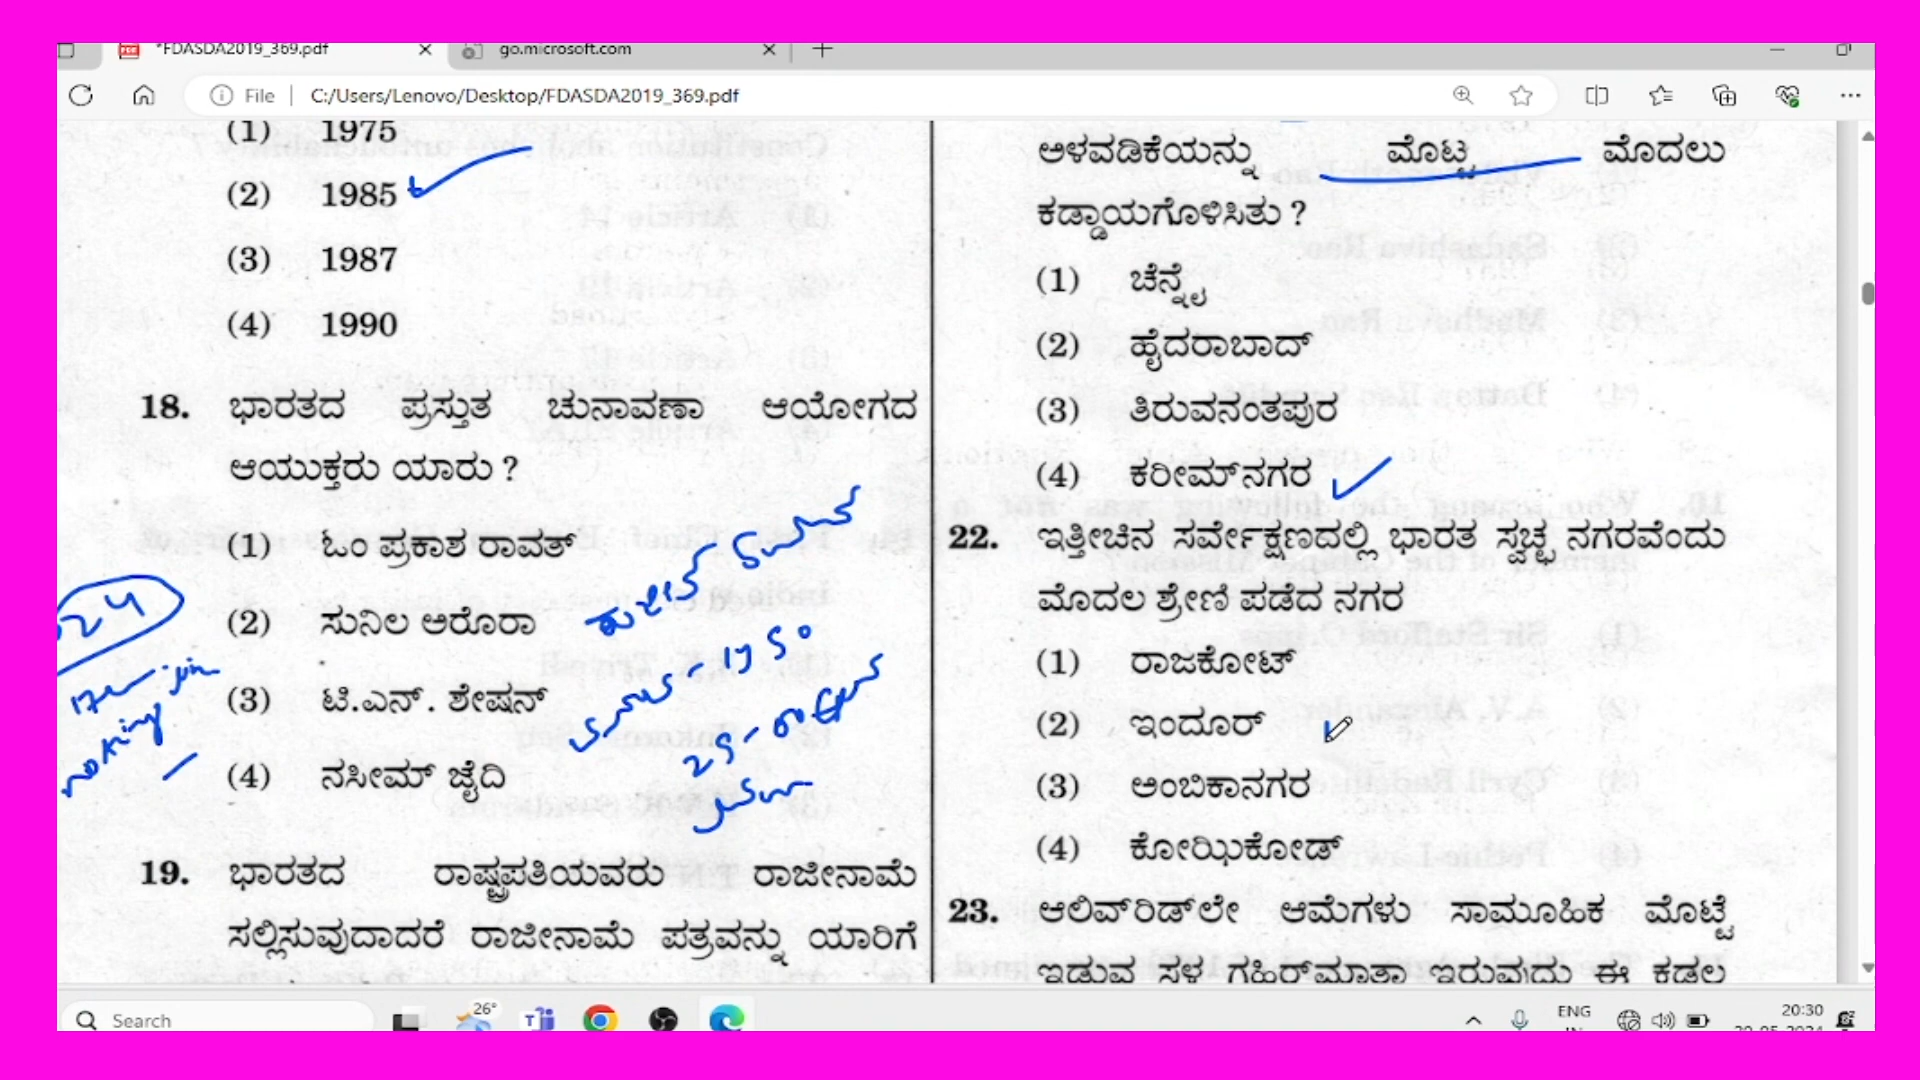 *FDASDA2019_369.pdf
go.microsoft.com
File
C:/Users/Lenovo/Desktop/FDASDA2019_369.pdf
(1) 1975
(2) 1985
(3) 1987
(4) 1990
18. ಭಾರತದ ಪ್ರಸ್ತುತ ಚುನಾವಣಾ ಆಯೋಗದ
ಆಯುಕ್ತರು ಯಾರು ?
(1) ಓಂ ಪ್ರಕಾಶ ರಾವತ್
(2) ಸುನಿಲ ಅರೊರಾ
(3) ಟಿ.ಎನ್. ಶೇಷನ್
(4) ನಸೀಮ್ ಜೈದಿ
19. ಭಾರತದ ರಾಷ್ಟ್ರಪತಿಯವರು ರಾಜೀನಾಮೆ
ಸಲ್ಲಿಸುವುದಾದರೆ ರಾಜೀನಾಮೆ ಪತ್ರವನ್ನು ಯಾರಿಗೆ
24
1950
25-
ಅಳವಡಿಕೆಯನ್ನು ಮೊಟ್ಟ ಮೊದಲು
ಕಡ್ಡಾಯಗೊಳಿಸಿತು ?
(1) ಚೆನ್ನೈ
(2) ಹೈದರಾಬಾದ್
(3) ತಿರುವನಂತಪುರ
(4) ಕರೀಮ್‌ನಗರ
22. ಇತ್ತೀಚಿನ ಸರ್ವೇಕ್ಷಣದಲ್ಲಿ ಭಾರತ ಸ್ವಚ್ಛ ನಗರವೆಂದು
ಮೊದಲ ಶ್ರೇಣಿ ಪಡೆದ ನಗರ
(1) ರಾಜಕೋಟ್
(2) ಇಂದೂರ್
(3) ಅಂಬಿಕಾನಗರ
(4) ಕೋಝಿಕೋಡ್
23. ಆಲಿವ್‌ರಿಡ್‌ಲೇ ಆಮೆಗಳು ಸಾಮೂಹಿಕ ಮೊಟ್ಟೆ
ಇಡುವ ಸ್ಥಳ ಗಹಿರ್‌ಮಾತಾ ಇರುವುದು ಈ ಕಡಲ
Search
26°
ENG
IN
20:30